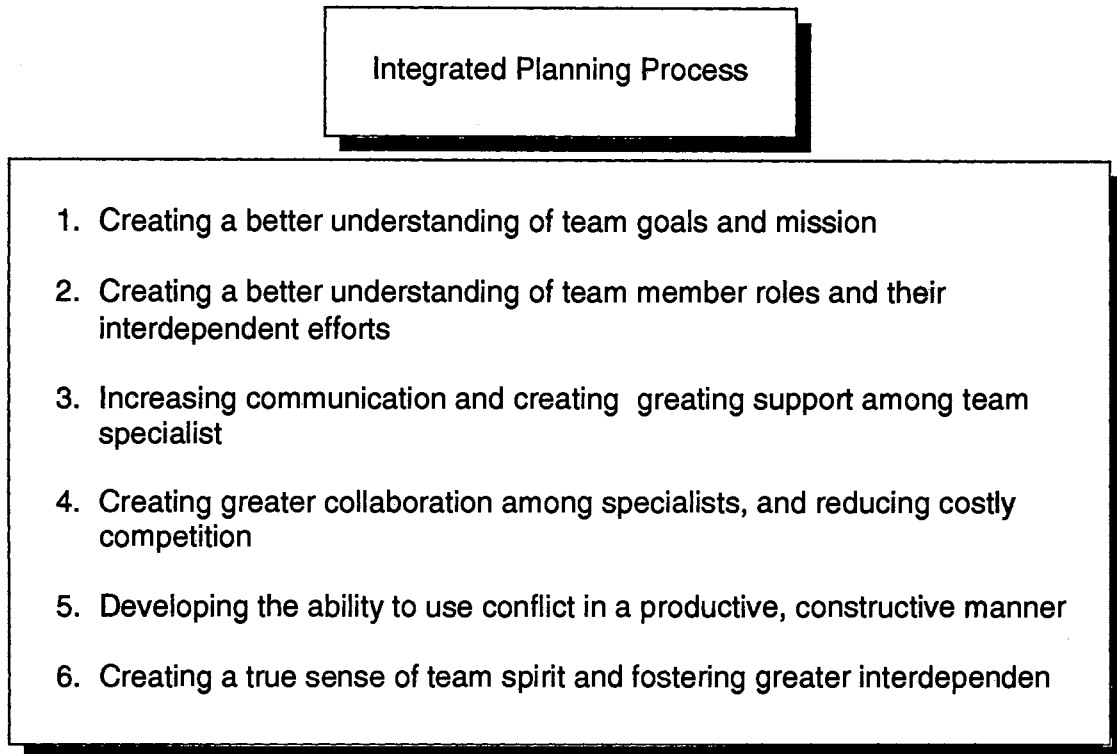 Integrated Planning Process
1. Creating a better understanding of team goals and mission
2. Creating a better understanding of team member roles and their
interdependent efforts
3. Increasing communication and creating greating support among team
specialist
4. Creating greater collaboration among specialists, and reducing costly
competition
5. Developing the ability to use conflict in a productive, constructive manner
6. Creating a true sense of team spirit and fostering greater interdependen